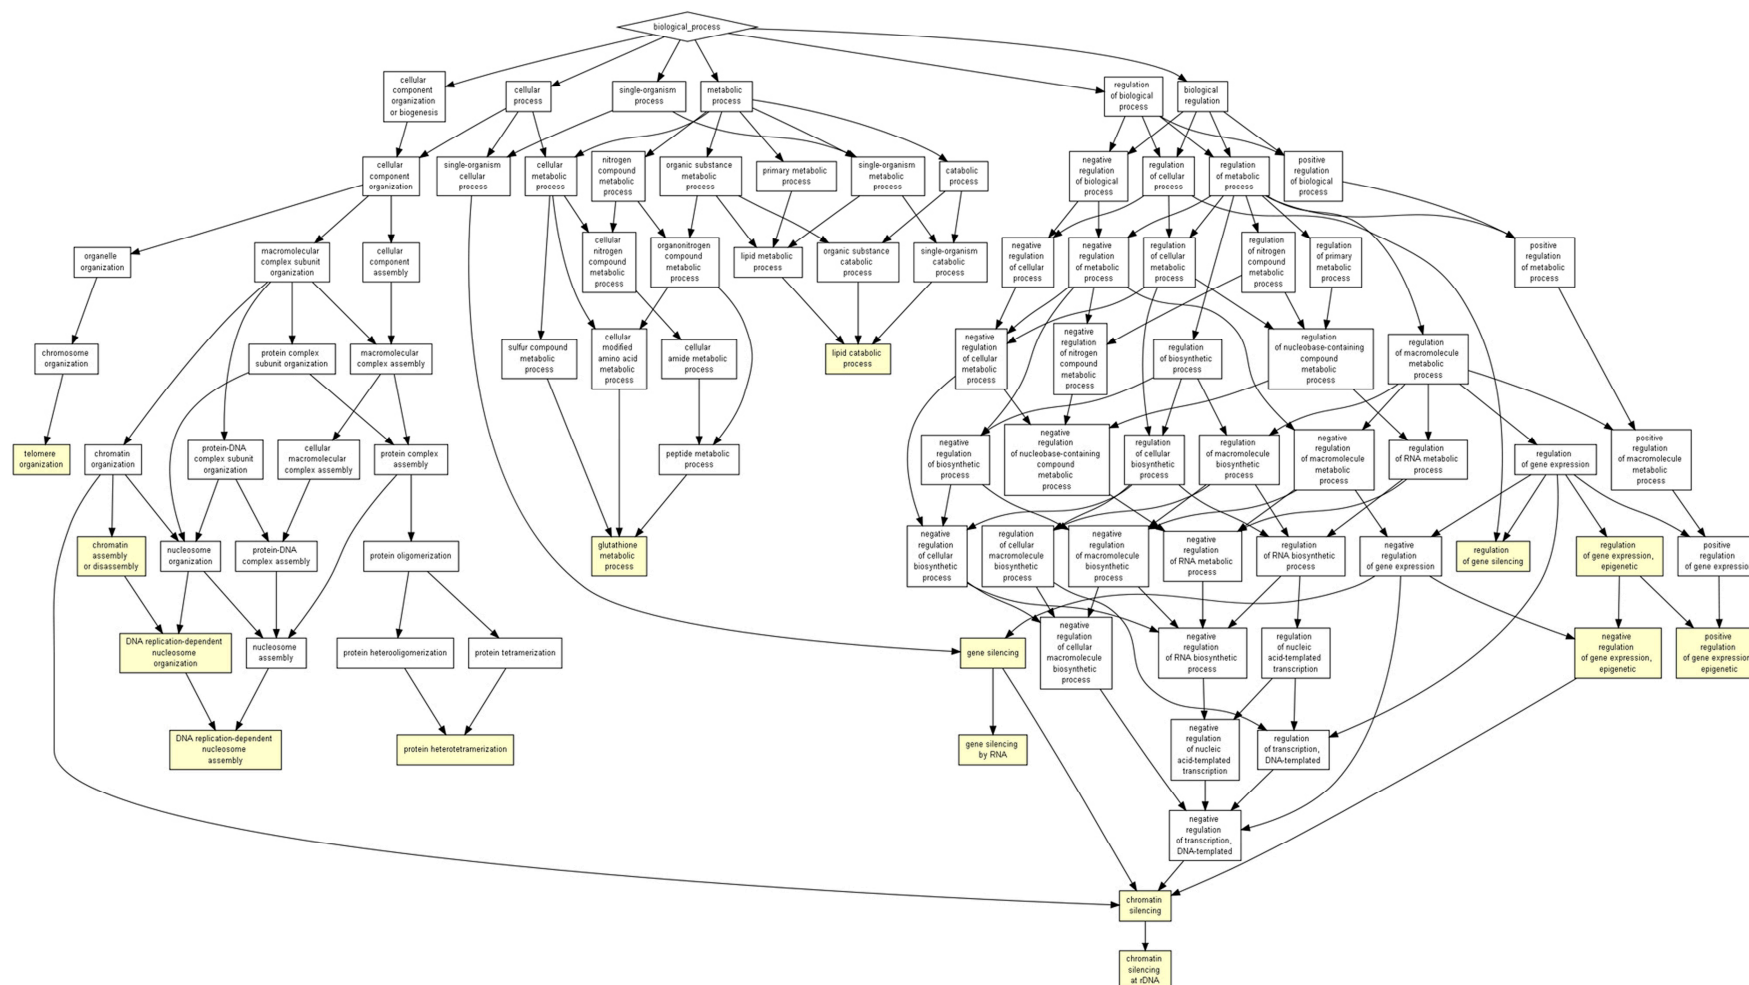 biological_process
cellular
component
organization
or biogenesis
cellular
process
single-organism
process
metabolic
process
regulation
of biological
process
biological
regulation
cellular
component
organization
single-organism
cellular
process
cellular
metabolic
process
nitrogen
compound
metabolic
process
organic substance
metabolic
process
primary metabolic
process
single-organism
metabolic
process
catabolic
process
negative
regulation
of biological
process
regulation
of cellular
process
regulation
of metabolic
process
positive
regulation
of biological
process
organelle
organization
macromolecular
complex subunit
organization
cellular
component
assembly
cellular
nitrogen
compound
metabolic
process
organonitrogen
compound
metabolic
process
lipid metabolic
process
organic substance
catabolic
process
single-organism
catabolic
process
negative
regulation
of cellular
process
negative
regulation
of metabolic
process
regulation
of cellular
metabolic
process
regulation
of nitrogen
compound
metabolic
process
regulation
of primary
metabolic
process
positive
regulation
of metabolic
process
chromosome
organization
protein complex
subunit organization
macromolecular
complex assembly
sulfur compound
metabolic
process
cellular
modified
amino acid
metabolic
process
cellular
amide metabolic
process
lipid catabolic
process
negative
regulation
of cellular
metabolic
process
negative
regulation
of nitrogen
compound
metabolic
process
regulation
of biosynthetic
process
regulation
of nucleobase-containing
compound
metabolic
process
regulation
of macromolecule
metabolic
process
telomere
organization
chromatin
organization
protein-DNA
complex subunit
organization
cellular
macromolecular
complex assembly
protein complex
assembly
peptide metabolic
process
negative
regulation
of biosynthetic
process
negative
regulation
of nucleobase-containing
compound
metabolic
process
regulation
of cellular
biosynthetic
process
regulation
of macromolecule
biosynthetic
process
negative
regulation
of macromolecule
metabolic
process
regulation
of RNA metabolic
process
regulation
of gene expression
positive
regulation
of macromolecule
metabolic
process
chromatin
assembly
or disassembly
nucleosome
organization
protein-DNA
complex assembly
protein oligomerization
glutathione
metabolic
process
negative
regulation
of cellular
biosynthetic
process
regulation
of cellular
macromolecule
biosynthetic
process
negative
regulation
of macromolecule
biosynthetic
process
negative
regulation
of RNA metabolic
process
regulation
of RNA biosynthetic
process
negative
regulation
of gene expression
regulation
of gene silencing
regulation
of gene expression,
epigenetic
positive
regulation
of gene expression
DNA replication-dependent
nucleosome
organization
nucleosome
assembly
protein heterooligomerization
protein tetramerization
gene silencing
negative
regulation
of cellular
macromolecule
biosynthetic
process
negative
regulation
of RNA biosynthetic
process
regulation
of nucleic
acid-templated
transcription
negative
regulation
of gene expression,
epigenetic
positive
regulation
of gene expression
epigenetic
DNA replication-dependent
nucleosome
assembly
protein heterotetramerization
gene silencing
by RNA
negative
regulation
of nucleic
acid-templated
transcription
regulation
of transcription,
DNA-templated
negative
regulation
of transcription,
DNA-templated
chromatin
silencing
chromatin
silencing
at rDNA